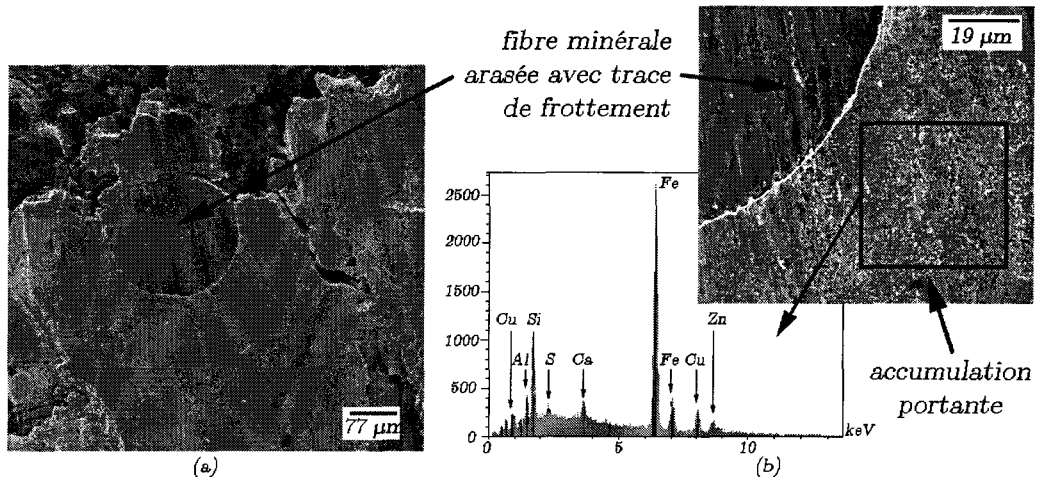 fibre minérale
arasée avec trace
de frottement
19 µm
Fe
2500
2000
1500
1000
500
0
Cu
Si
Al
S
Ca
Fe
Cu
Zn
0
5
10
keV
accumulation
portante
77 µm
(a)
(b)